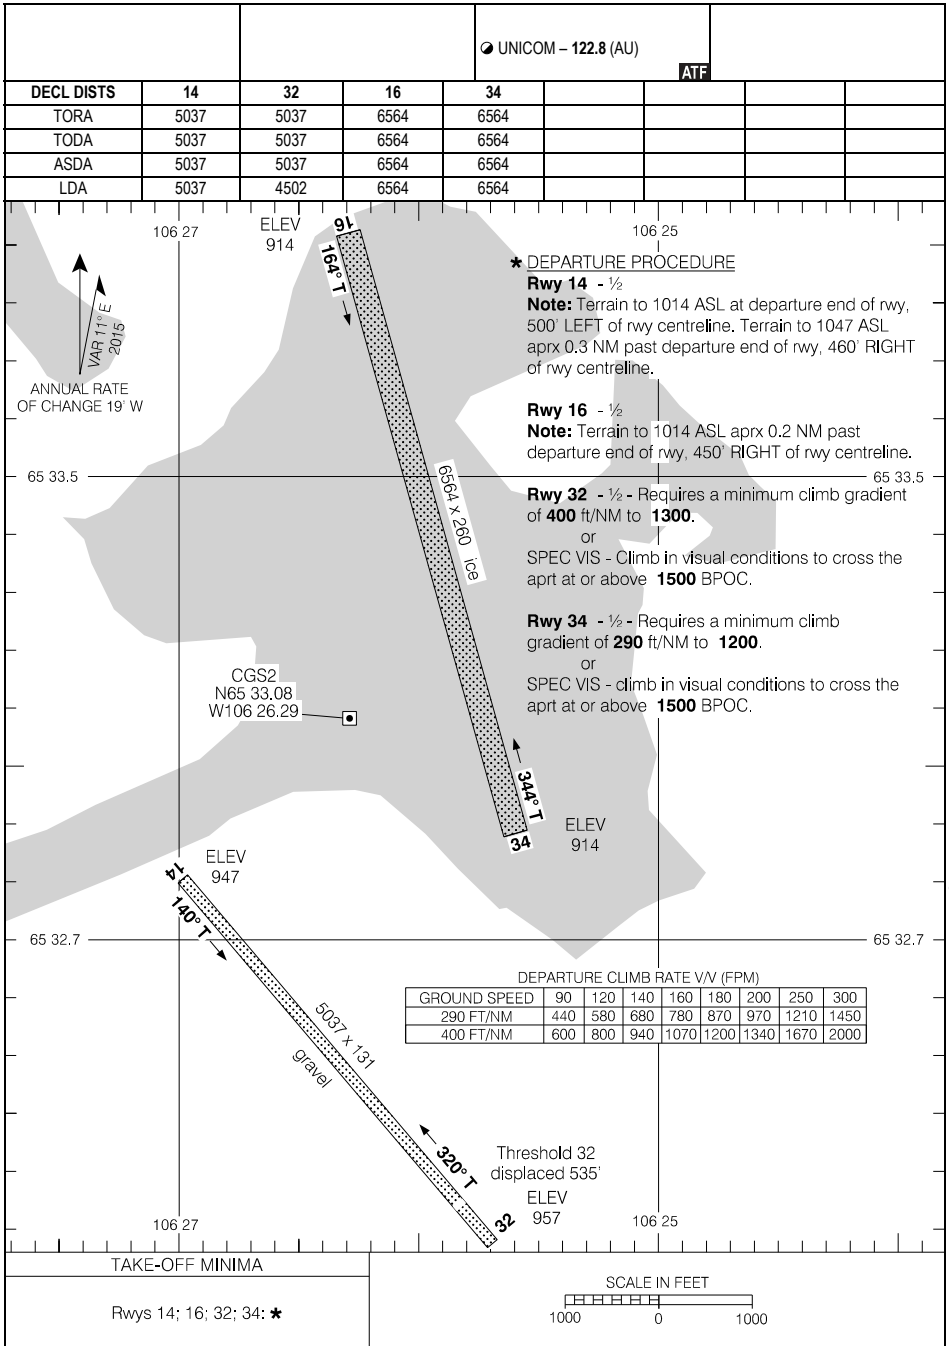 UNICOM – 122.8 (AU)
ATF
DECL DISTS 14 32 16 34
TORA 5037 5037 6564 6564
TODA 5037 5037 6564 6564
ASDA 5037 5037 6564 6564
LDA 5037 4502 6564 6564
106 27
ELEV
914
16
106 25
164° T
VAR 11° E
2015
ANNUAL RATE
OF CHANGE 19' W
* DEPARTURE PROCEDURE
Rwy 14 - ½
Note: Terrain to 1014 ASL at departure end of rwy,
500' LEFT of rwy centreline. Terrain to 1047 ASL
aprx 0.3 NM past departure end of rwy, 460' RIGHT
of rwy centreline.
Rwy 16 - ½
Note: Terrain to 1014 ASL aprx 0.2 NM past
departure end of rwy, 450' RIGHT of rwy centreline.
65 33.5
65 33.5
6564 x 260 ice
Rwy 32 - ½ - Requires a minimum climb gradient
of 400 ft/NM to 1300.
or
SPEC VIS - Climb in visual conditions to cross the
aprt at or above 1500 BPOC.
Rwy 34 - ½ - Requires a minimum climb
gradient of 290 ft/NM to 1200.
or
SPEC VIS - climb in visual conditions to cross the
aprt at or above 1500 BPOC.
CGS2
N65 33.08
W106 26.29
344° T
34
ELEV
914
ELEV
947
14
140° T
65 32.7
65 32.7
DEPARTURE CLIMB RATE V/V (FPM)
GROUND SPEED 90 120 140 160 180 200 250 300
290 FT/NM 440 580 680 780 870 970 1210 1450
400 FT/NM 600 800 940 1070 1200 1340 1670 2000
5037 x 131
gravel
320° T
Threshold 32
displaced 535'
ELEV
957
32
106 27
106 25
TAKE-OFF MINIMA
Rwys 14; 16; 32; 34: *
SCALE IN FEET
1000 0 1000